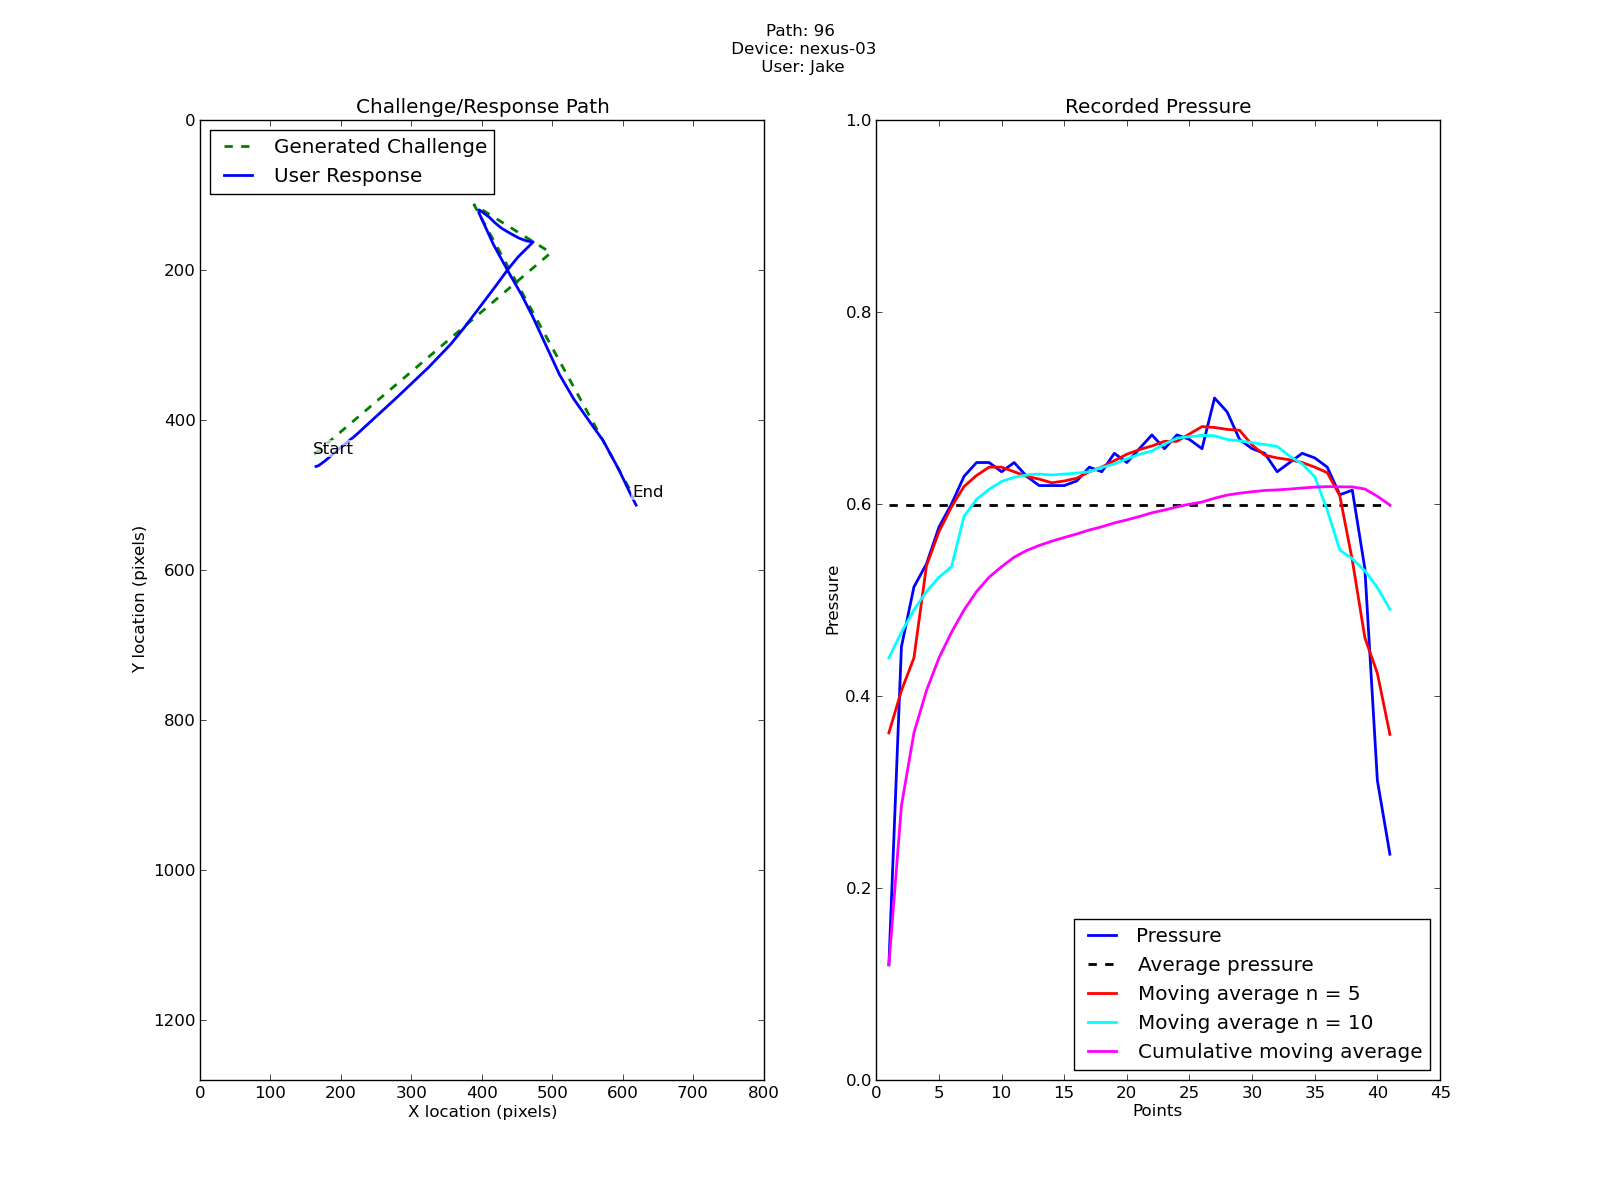 Path: 96
Device: nexus-03
User: Jake
Challenge/Response Path
Generated Challenge
User Response
Start
End
0
200
400
600
800
1000
1200
Y location (pixels)
0 100 200 300 400 500 600 700 800
X location (pixels)
Recorded Pressure
1.0
0.8
0.6
0.4
0.2
0.0
Pressure
Pressure
Average pressure
Moving average n = 5
Moving average n = 10
Cumulative moving average
0 5 10 15 20 25 30 35 40 45
Points